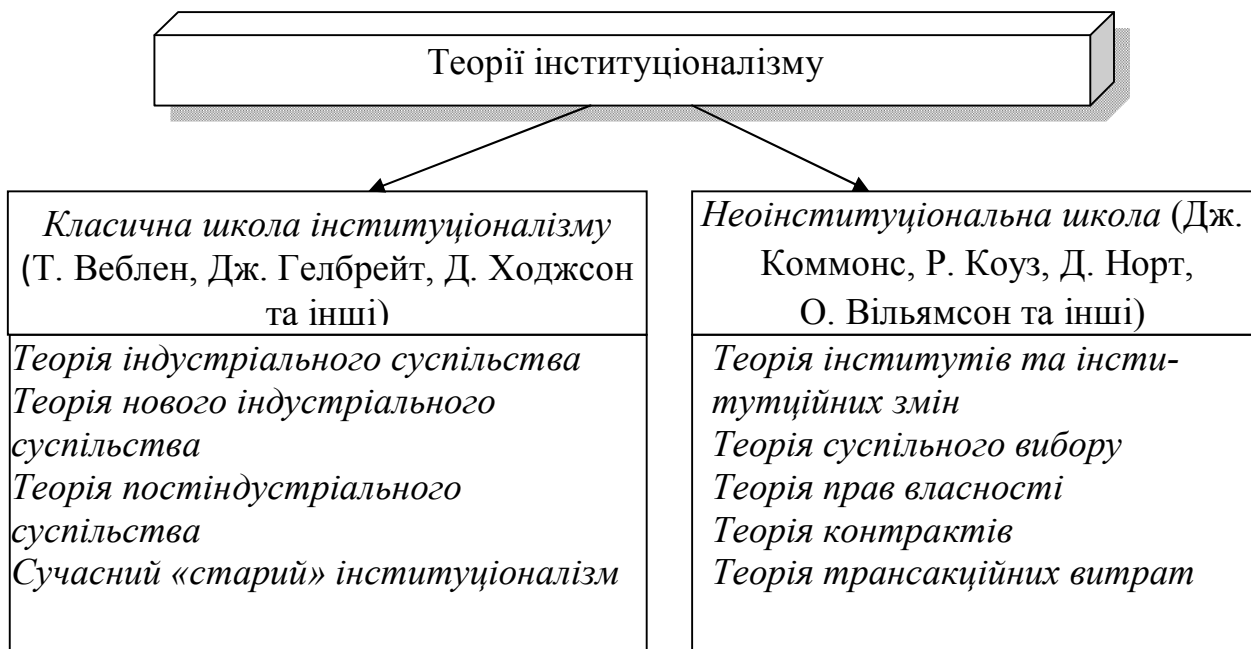 Теорії інституціоналізму
Класична школа інституціоналізму
(Т. Веблен, Дж. Гелбрейт, Д. Ходжсон
та інші)
Теорія індустріального суспільства
Теорія нового індустріального
суспільства
Теорія постіндустріального
суспільства
Сучасний «старий» інституціоналізм
Неоінституціональна школа (Дж.
Коммонс, Р. Коуз, Д. Норт,
О. Вільямсон та інші)
Теорія інститутів та інсти-
тутційних змін
Теорія суспільного вибору
Теорія прав власності
Теорія контрактів
Теорія трансакційних витрат